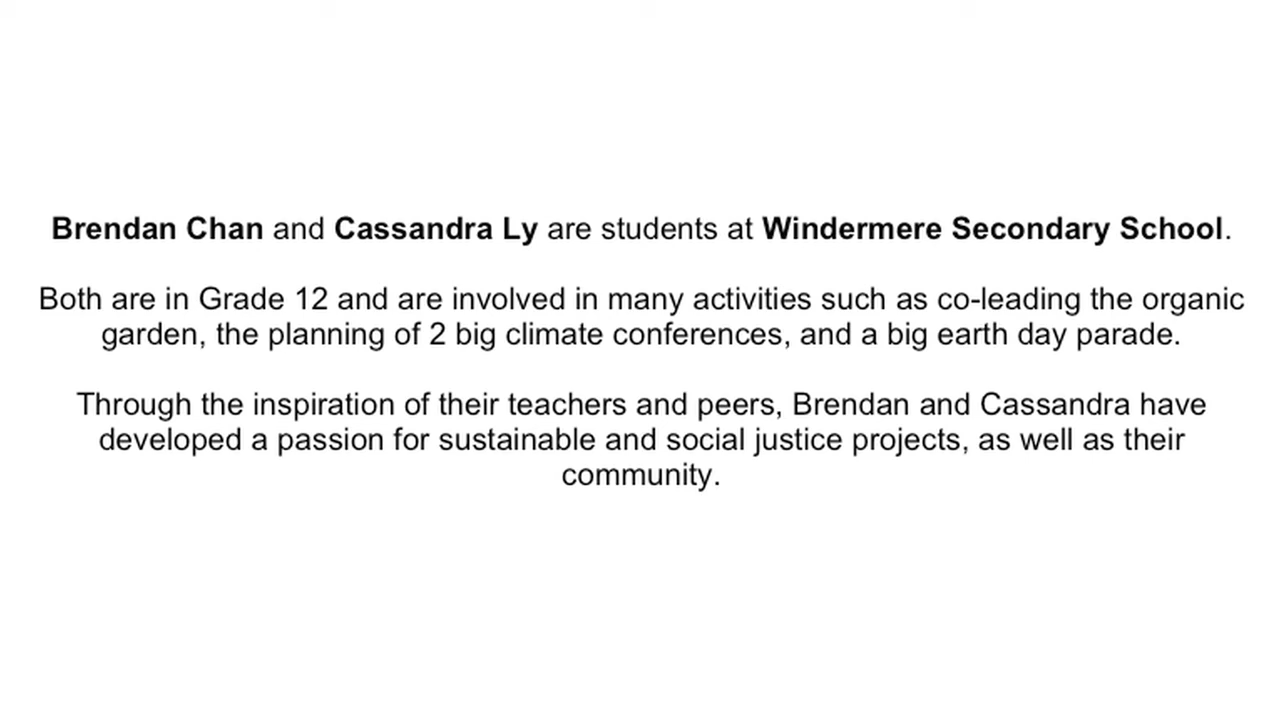 Brendan Chan and Cassandra Ly are students at Windermere Secondary School.
Both are in Grade 12 and are involved in many activities such as co-leading the organic
garden, the planning of 2 big climate conferences, and a big earth day parade.
Through the inspiration of their teachers and peers, Brendan and Cassandra have
developed a passion for sustainable and social justice projects, as well as their
community.